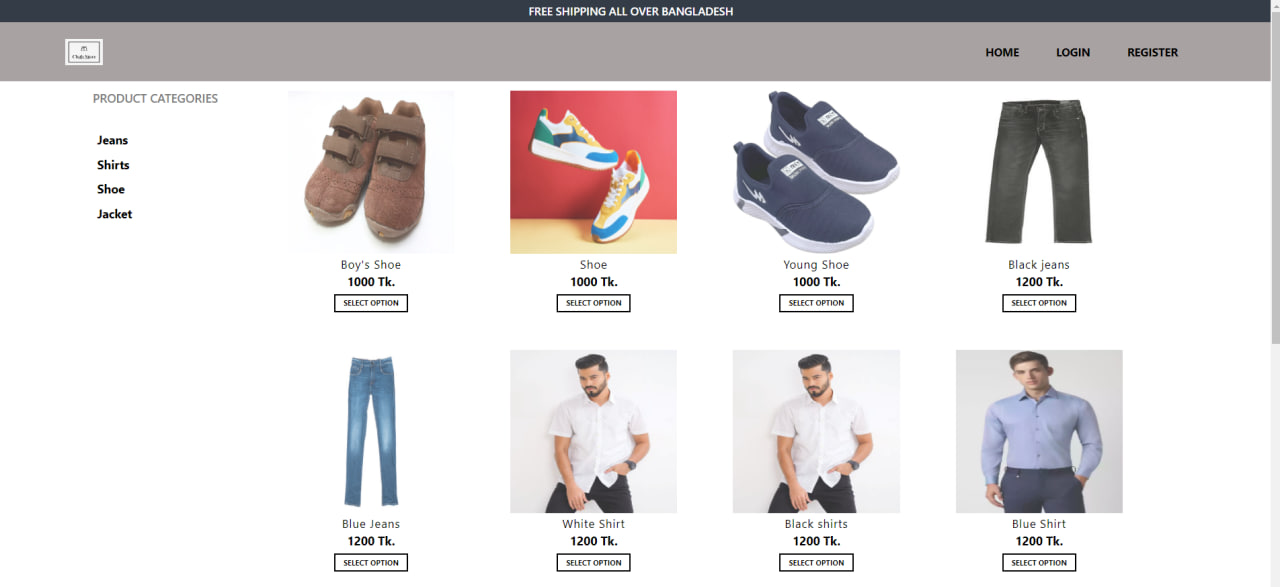 FREE SHIPPING ALL OVER BANGLADESH
HOME LOGIN REGISTER
PRODUCT CATEGORIES
Jeans
Shirts
Shoe
Jacket
Boy's Shoe
1000 Tk.
SELECT OPTION
Shoe
1000 Tk.
SELECT OPTION
Young Shoe
1000 Tk.
SELECT OPTION
Black jeans
1200 Tk.
SELECT OPTION
Blue Jeans
1200 Tk.
SELECT OPTION
White Shirt
1200 Tk.
SELECT OPTION
Black shirts
1200 Tk.
SELECT OPTION
Blue Shirt
1200 Tk.
SELECT OPTION